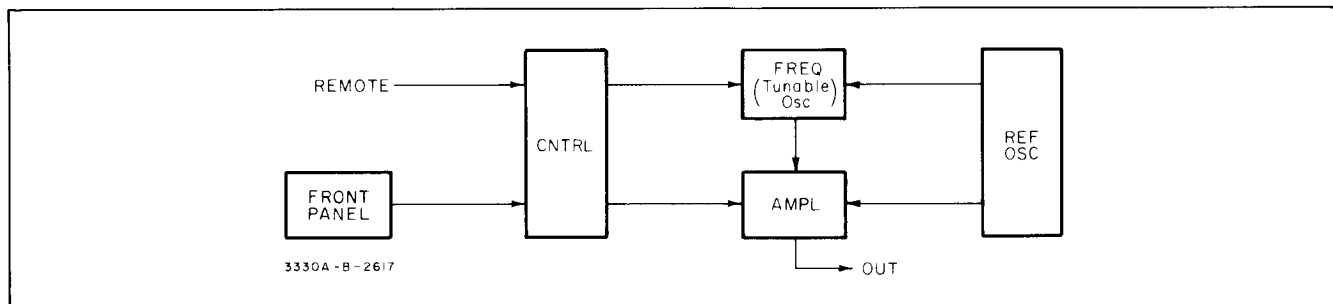 REMOTE
FRONT
PANEL
3330A-B-2617
CNTRL
FREQ
(Tunable
Osc)
AMPL
OUT
REF
OSC